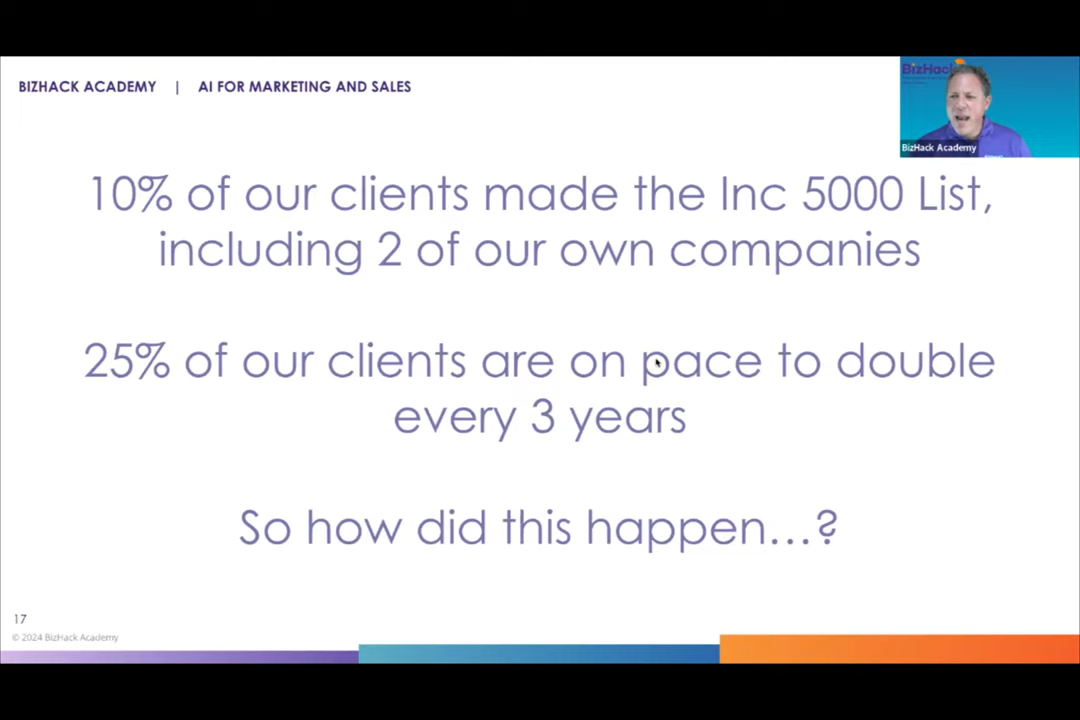 BIZHACK ACADEMY | AI FOR MARKETING AND SALES
BizHack
BizHack Academy
10% of our clients made the Inc 5000 List,
including 2 of our own companies
25% of our clients are on pace to double
every 3 years
So how did this happen...?
17
© 2024 BizHack Academy